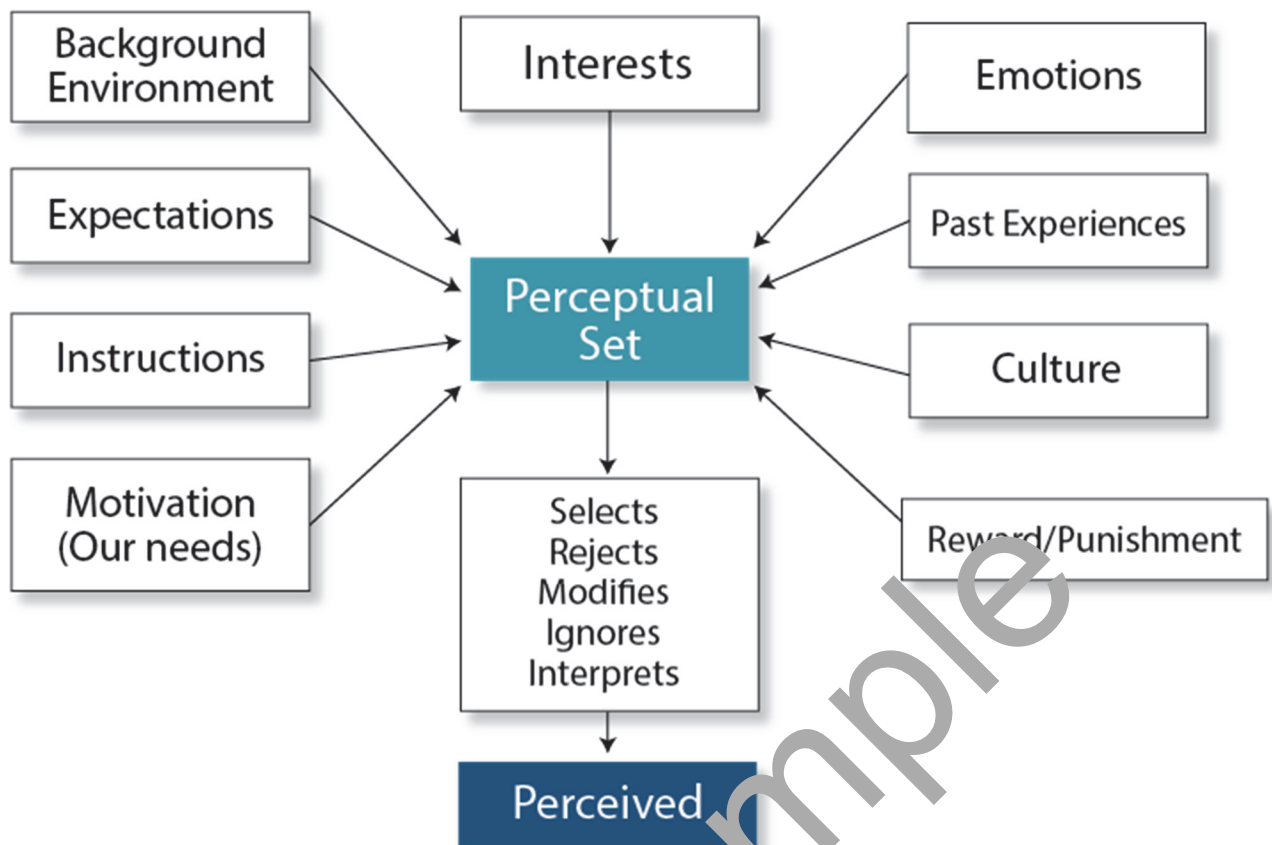 Background
Environment
Interests
Emotions
Expectations
Past Experiences
Perceptual
Set
Instructions
Culture
Motivation
(Our needs)
Selects
Rejects
Modifies
Ignores
Interprets
Reward/Punishment
Perceived
mple